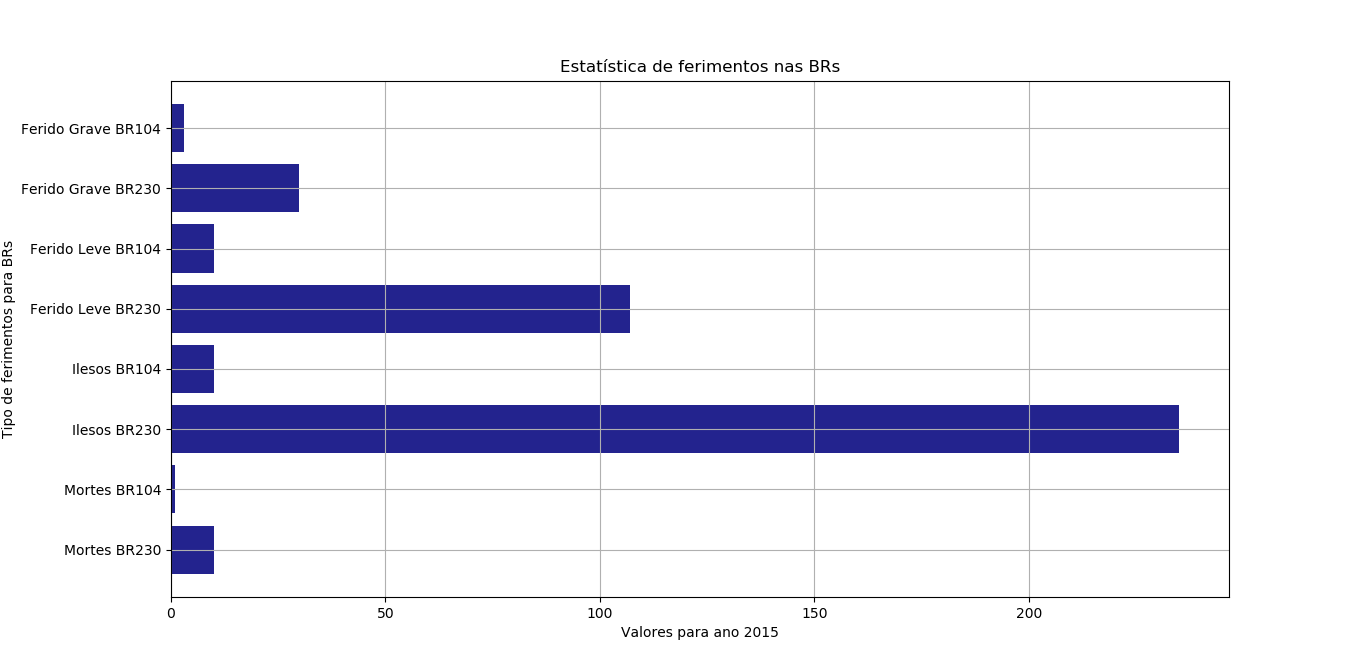 Estatística de ferimentos nas BRs
Tipo de ferimentos para BRs
Ferido Grave BR104
Ferido Grave BR230
Ferido Leve BR104
Ferido Leve BR230
Ilesos BR104
Ilesos BR230
Mortes BR104
Mortes BR230
0 50 100 150 200
Valores para ano 2015